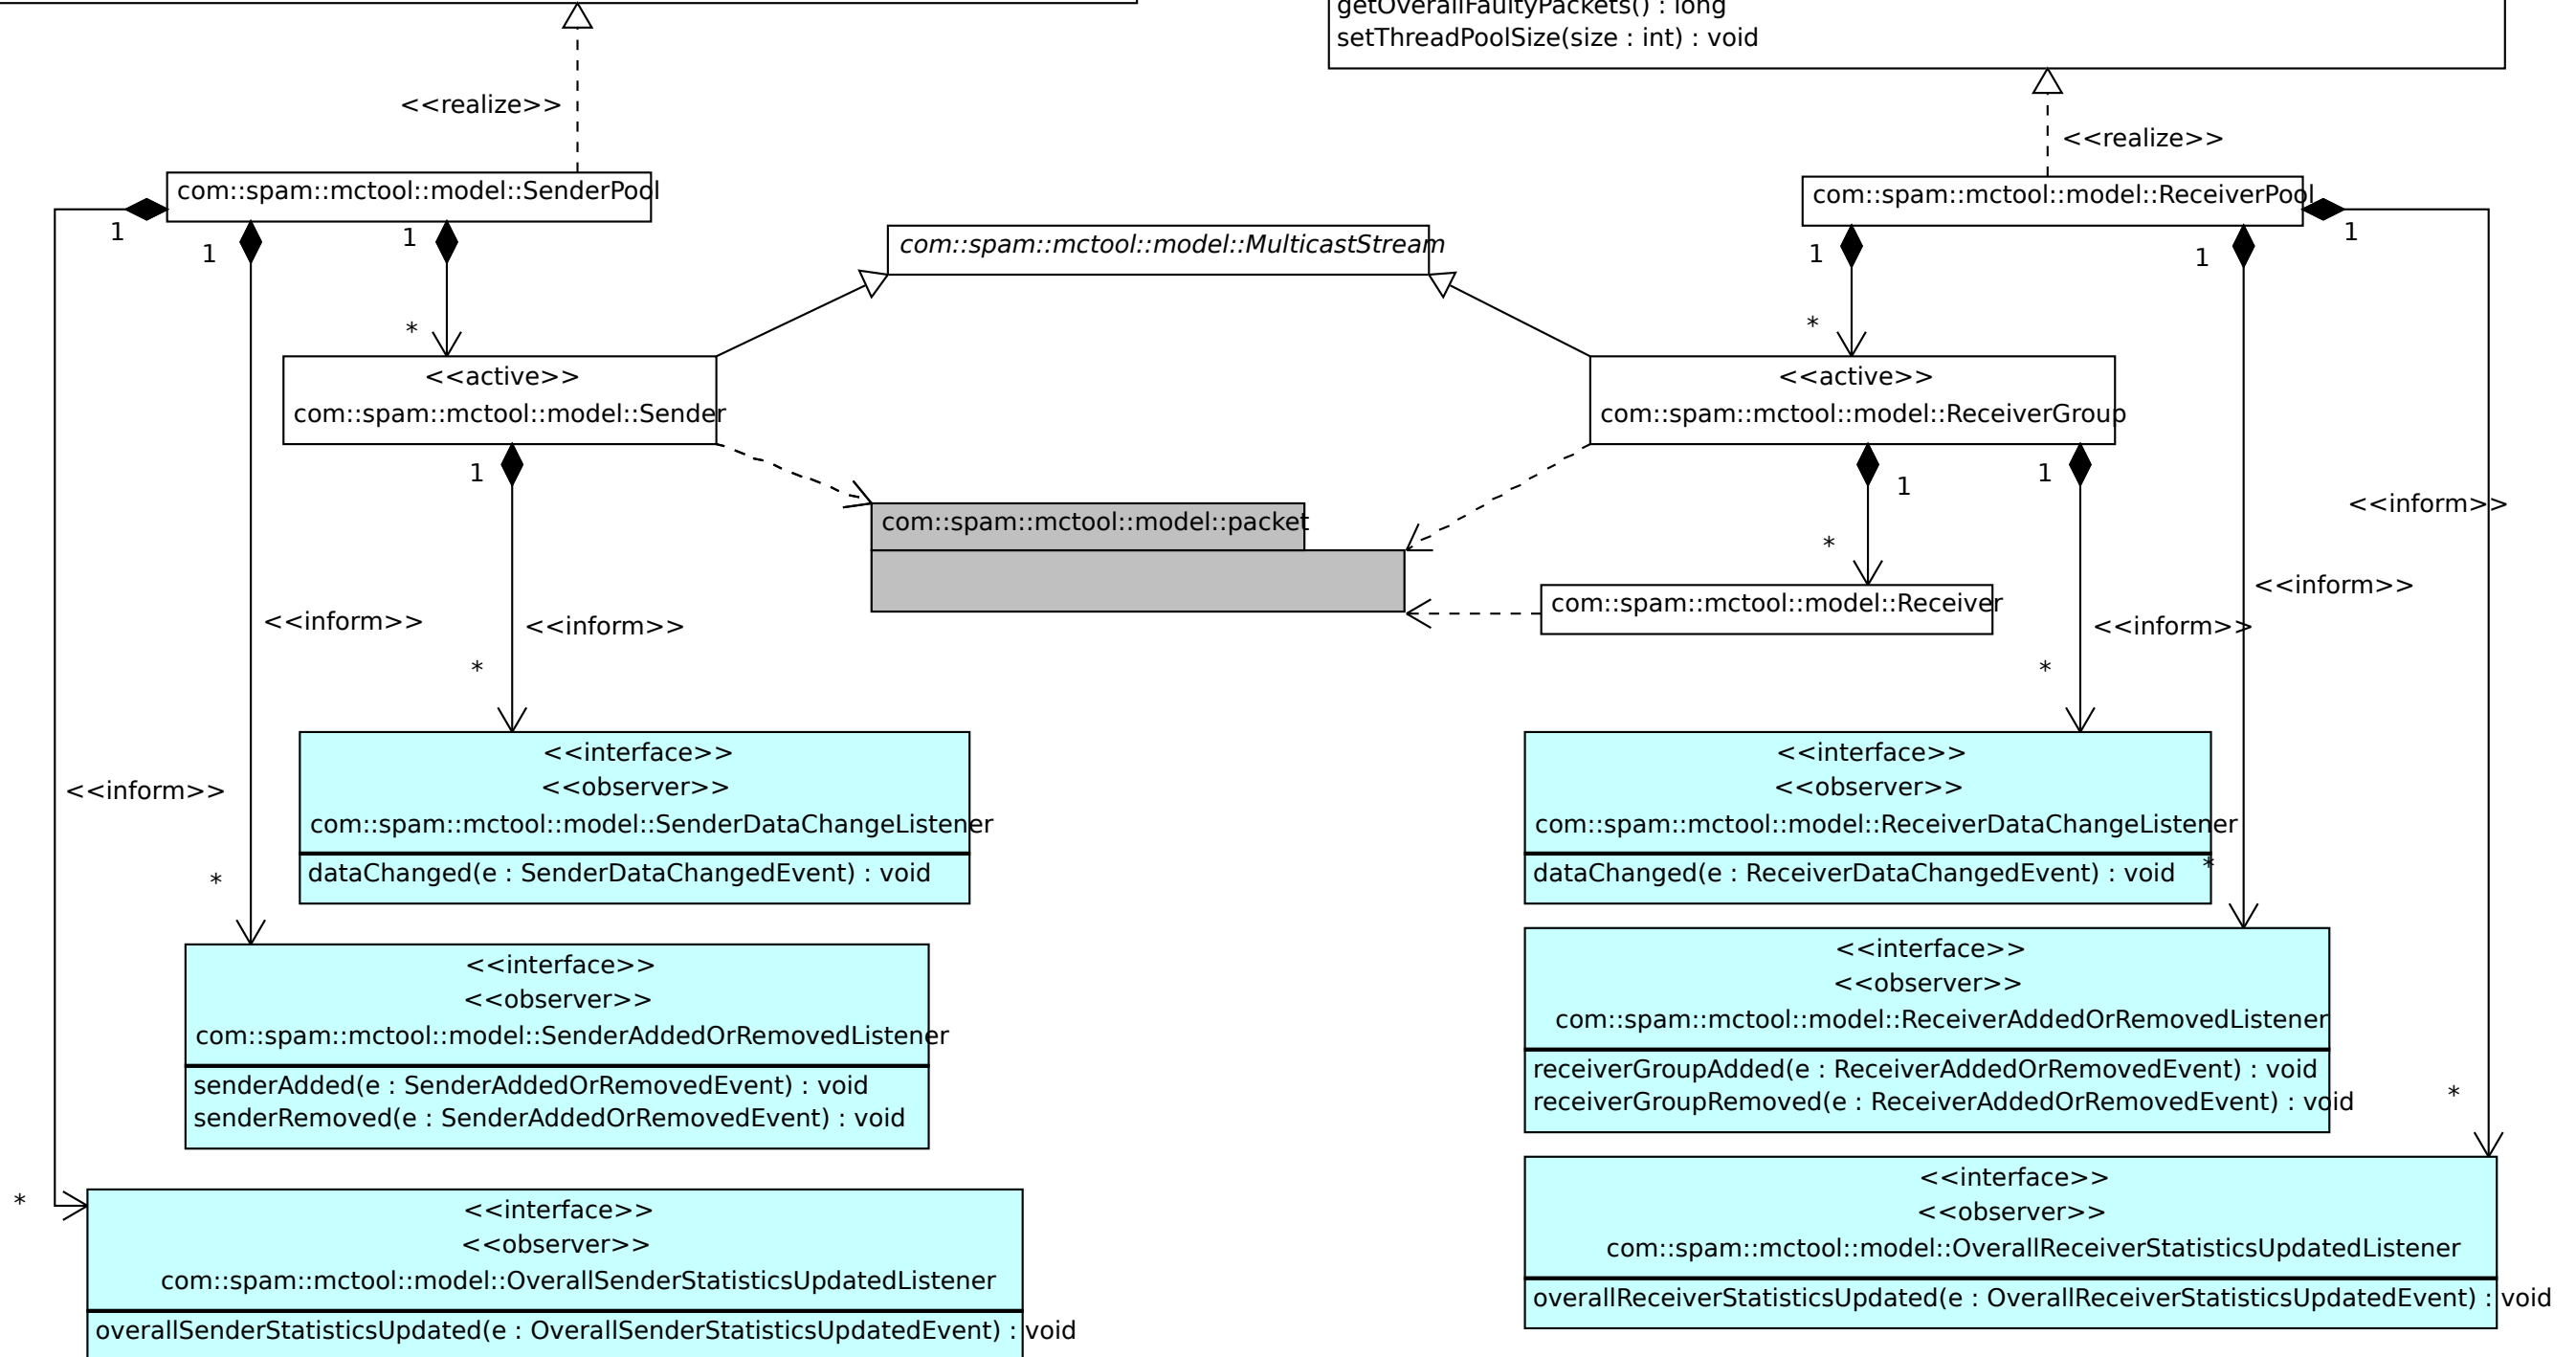 getOverallFaultyPackets() : long
setThreadPoolSize(size : int) : void
<<realize>>
<<realize>>
com::spam::mctool::model::SenderPool
com::spam::mctool::model::ReceiverPool
1
1
1
1
1
1
com::spam::mctool::model::MulticastStream
*
*
<<active>>
com::spam::mctool::model::Sender
<<active>>
com::spam::mctool::model::ReceiverGroup
1
1
1
<<inform>>
com::spam::mctool::model::packet
*
<<inform>>
com::spam::mctool::model::Receiver
<<inform>>
<<inform>>
<<inform>>
*
*
<<inform>>
<<interface>>
<<observer>>
com::spam::mctool::model::SenderDataChangeListener
dataChanged(e : SenderDataChangedEvent) : void
<<interface>>
<<observer>>
com::spam::mctool::model::ReceiverDataChangeListener
dataChanged(e : ReceiverDataChangedEvent) : void
*
*
<<interface>>
<<observer>>
com::spam::mctool::model::SenderAddedOrRemovedListener
senderAdded(e : SenderAddedOrRemovedEvent) : void
senderRemoved(e : SenderAddedOrRemovedEvent) : void
<<interface>>
<<observer>>
com::spam::mctool::model::ReceiverAddedOrRemovedListener
receiverGroupAdded(e : ReceiverAddedOrRemovedEvent) : void
receiverGroupRemoved(e : ReceiverAddedOrRemovedEvent) : void
*
*
<<interface>>
<<observer>>
com::spam::mctool::model::OverallSenderStatisticsUpdatedListener
overallSenderStatisticsUpdated(e : OverallSenderStatisticsUpdatedEvent) : void
<<interface>>
<<observer>>
com::spam::mctool::model::OverallReceiverStatisticsUpdatedListener
overallReceiverStatisticsUpdated(e : OverallReceiverStatisticsUpdatedEvent) : void